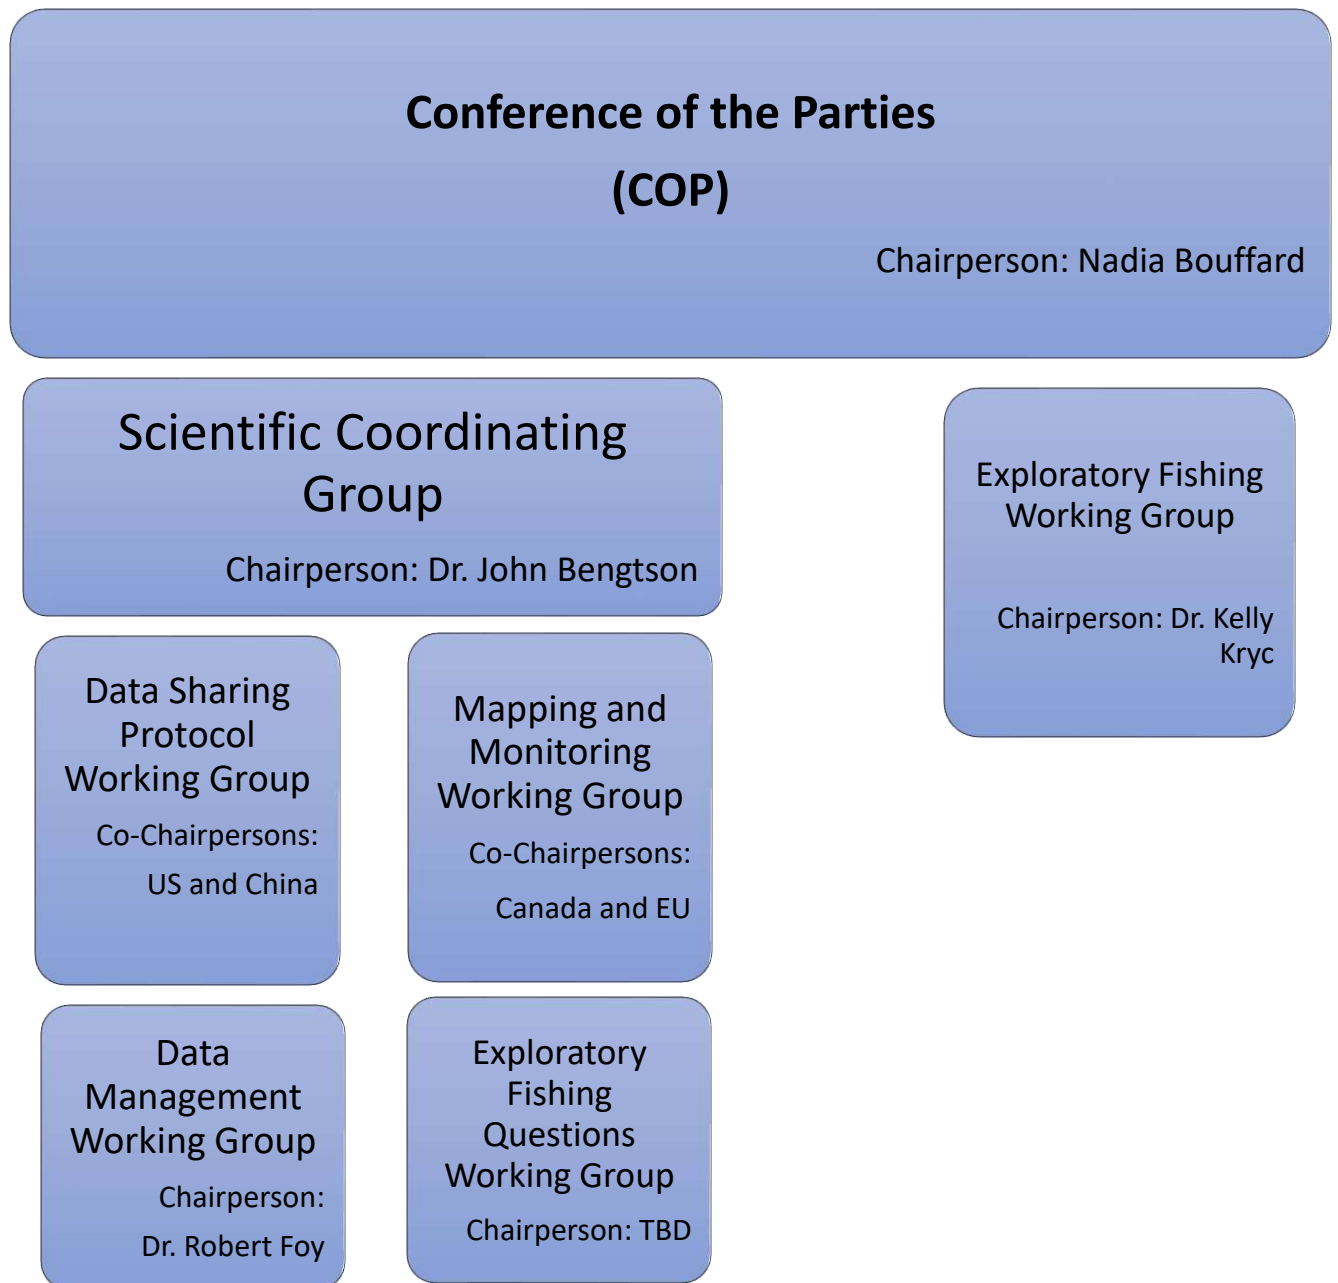 Conference of the Parties
(COP)
Chairperson: Nadia Bouffard
Scientific Coordinating
Group
Chairperson: Dr. John Bengtson
Exploratory Fishing
Working Group
Chairperson: Dr. Kelly
Kryc
Data Sharing
Protocol
Working Group
Co-Chairpersons:
US and China
Mapping and
Monitoring
Working Group
Co-Chairpersons:
Canada and EU
Data
Management
Working Group
Chairperson:
Dr. Robert Foy
Exploratory
Fishing
Questions
Working Group
Chairperson: TBD